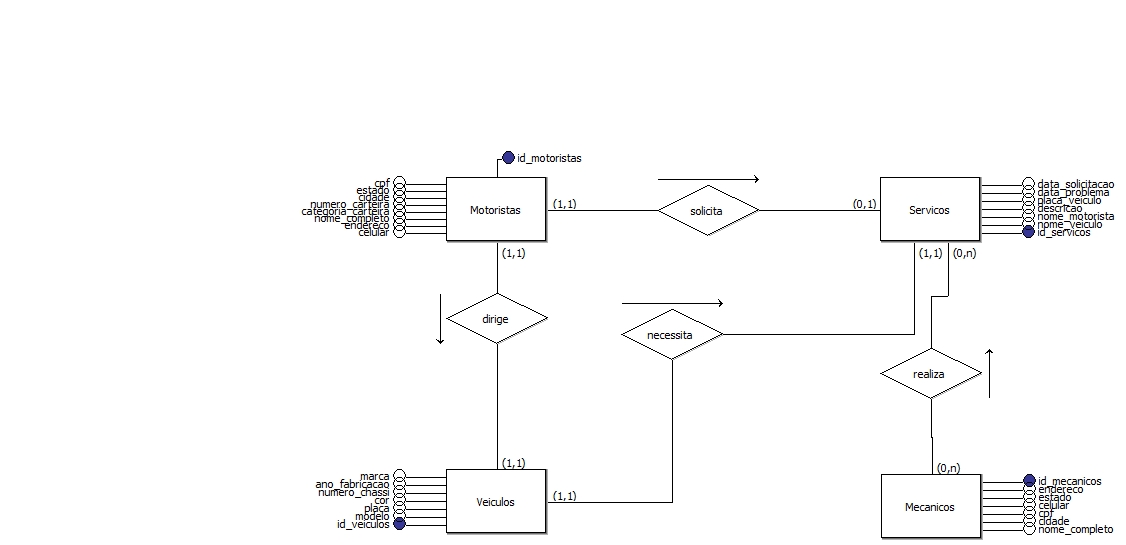 id_motoristas
cpf
estado
cidade
numero_carteira
categoria_carteira
nome_completo
endereco
celular
Motoristas
(1,1)
solicita
(0,1)
Servicos
data_solicitacao
data_problema
placa_veiculo
descricao
nome_motorista
nome_veiculo
id_servicos
(1,1)
(1,1)
(0,n)
dirige
necessita
realiza
(1,1)
(0,n)
marca
ano_fabricacao
numero_chassi
cor
placa
modelo
id_veiculos
Veiculos
(1,1)
Mecanicos
id_mecanicos
endereco
estado
celular
cpf
cidade
nome_completo